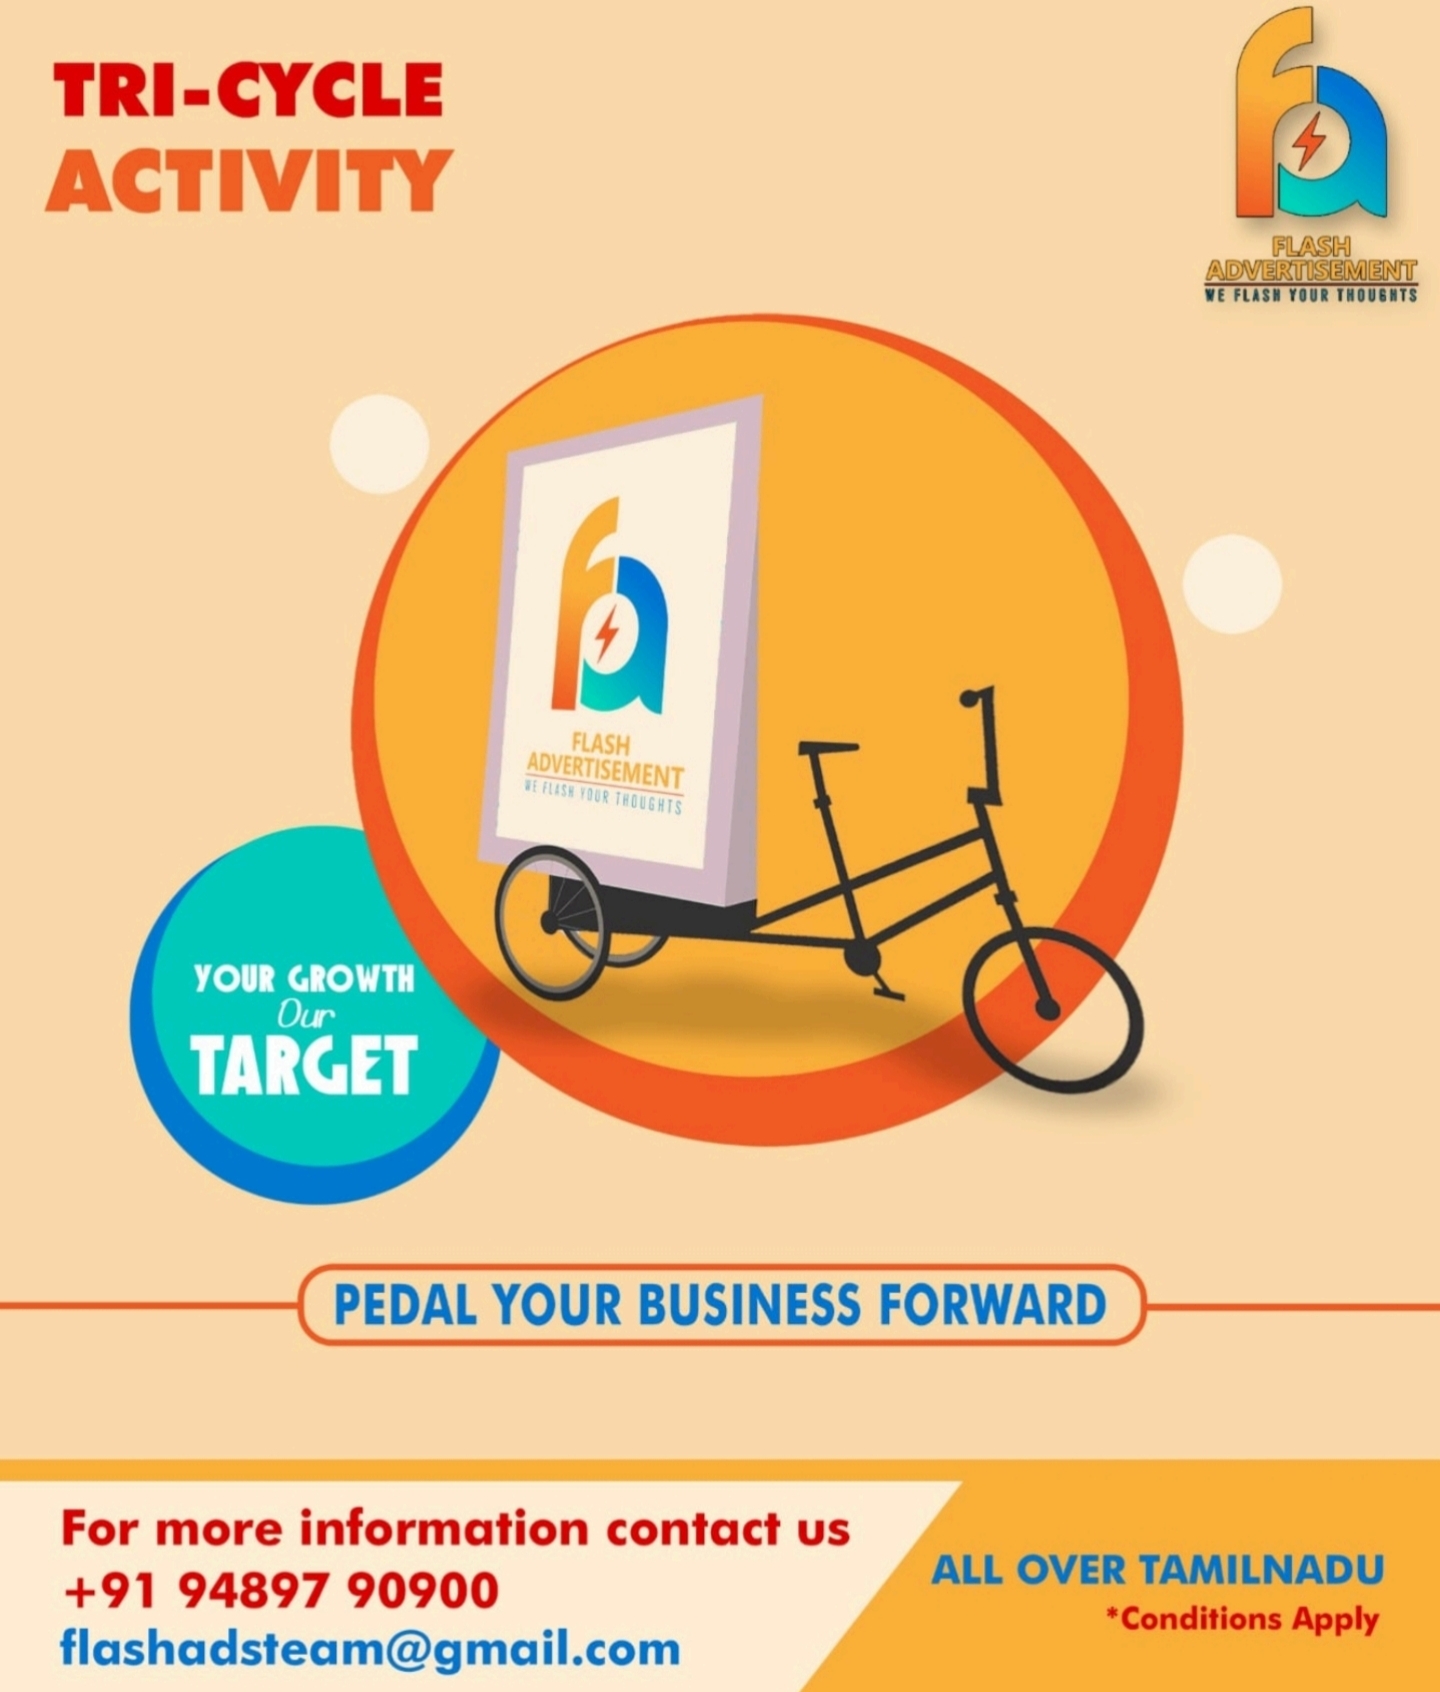 TRI-CYCLE
ACTIVITY
fa
FLASH
ADVERTISEMENT
WE FLASH YOUR THOUGHTS
fa
FLASH
ADVERTISEMENT
WE FLASH YOUR THOUGHTS
YOUR GROWTH
Our
TARGET
PEDAL YOUR BUSINESS FORWARD
For more information contact us
+91 94897 90900
flashadsteam@gmail.com
ALL OVER TAMILNADU
*Conditions Apply